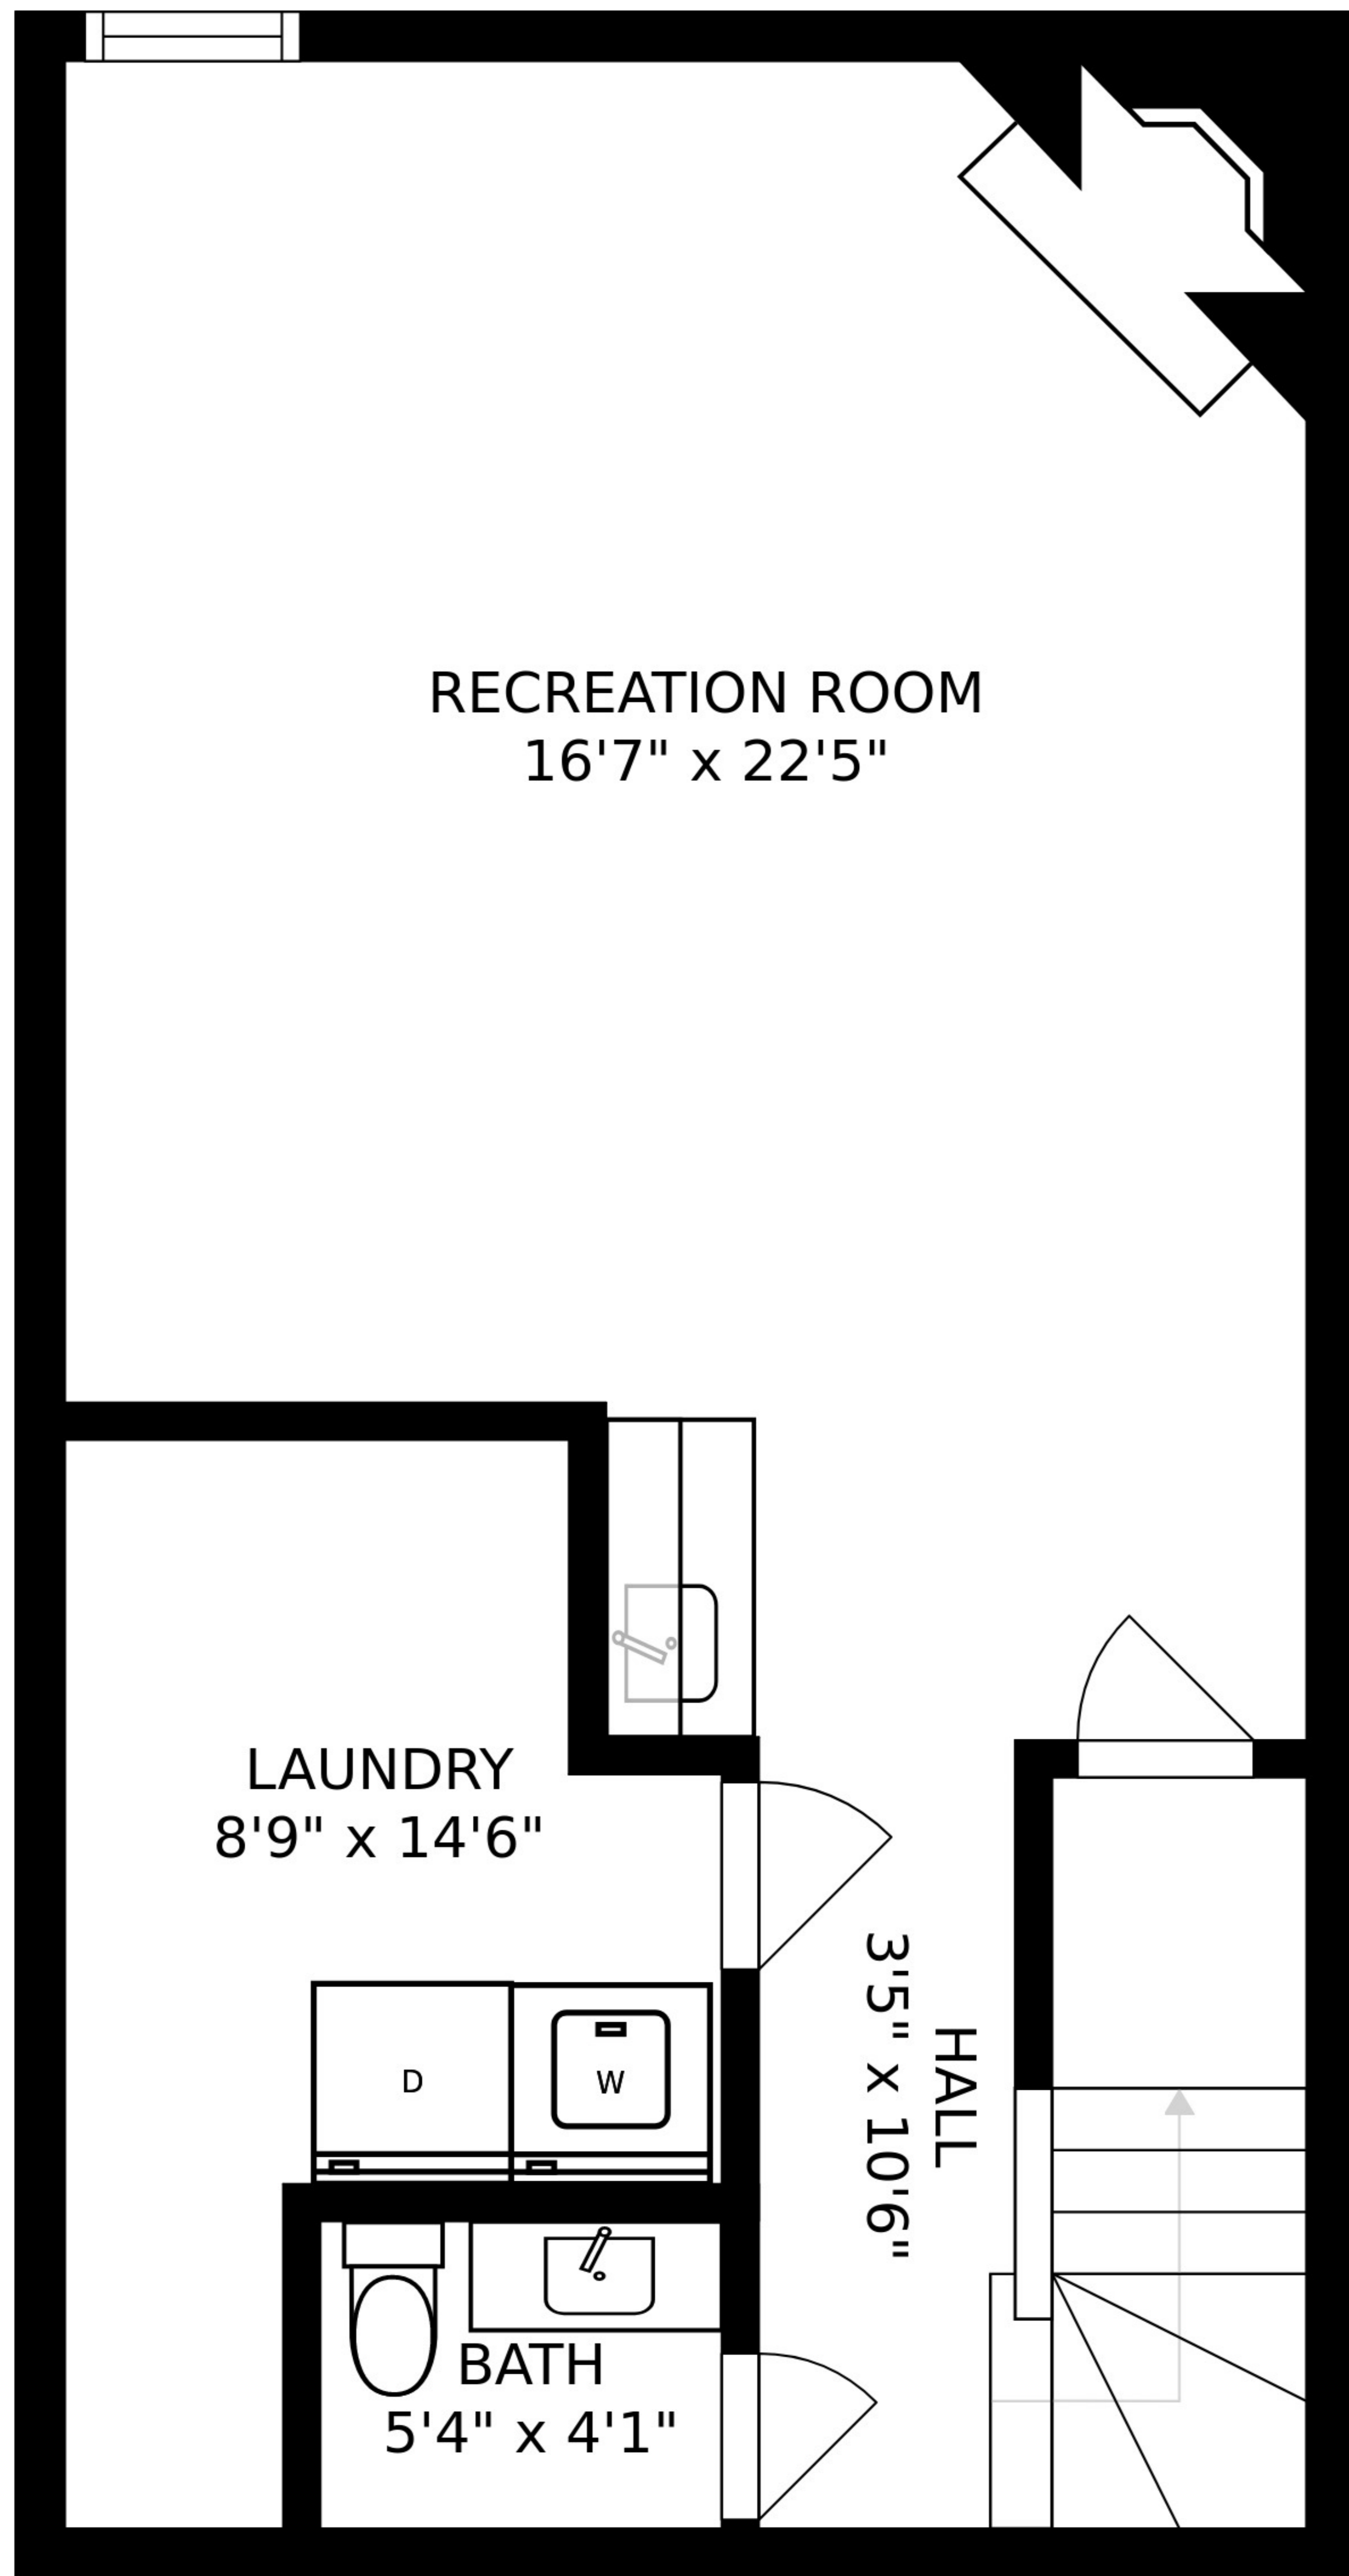 RECREATION ROOM
16'7" x 22'5"
LAUNDRY
8'9" x 14'6"
HALL
3'5" x 10'6"
D
W
BATH
5'4" x 4'1"